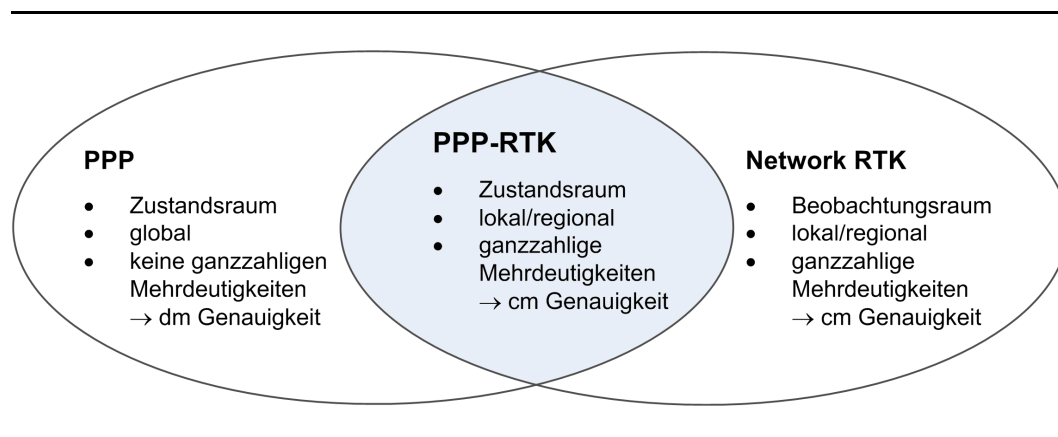 PPP
• Zustandsraum
• global
• keine ganzzahligen
Mehrdeutigkeiten
→ dm Genauigkeit
PPP-RTK
• Zustandsraum
• lokal/regional
• ganzzahlige
Mehrdeutigkeiten
→ cm Genauigkeit
Network RTK
• Beobachtungsraum
• lokal/regional
• ganzzahlige
Mehrdeutigkeiten
→ cm Genauigkeit